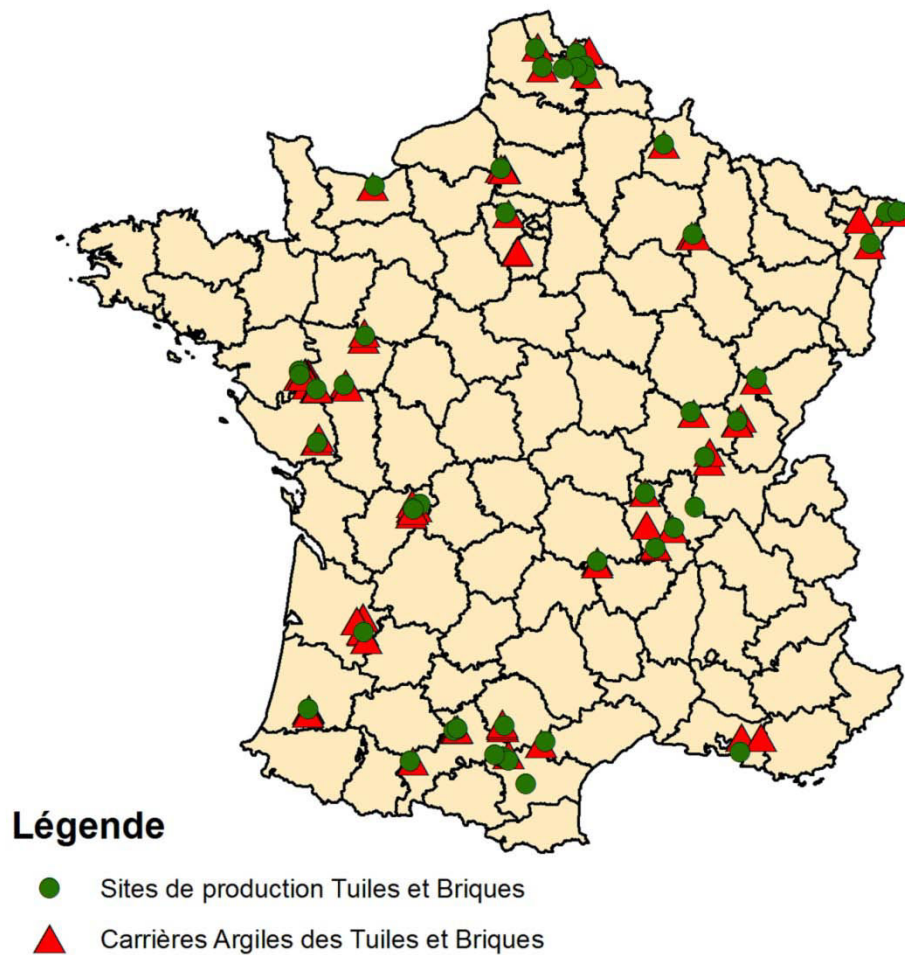 Légende
Sites de production Tuiles et Briques
Carrières Argiles des Tuiles et Briques